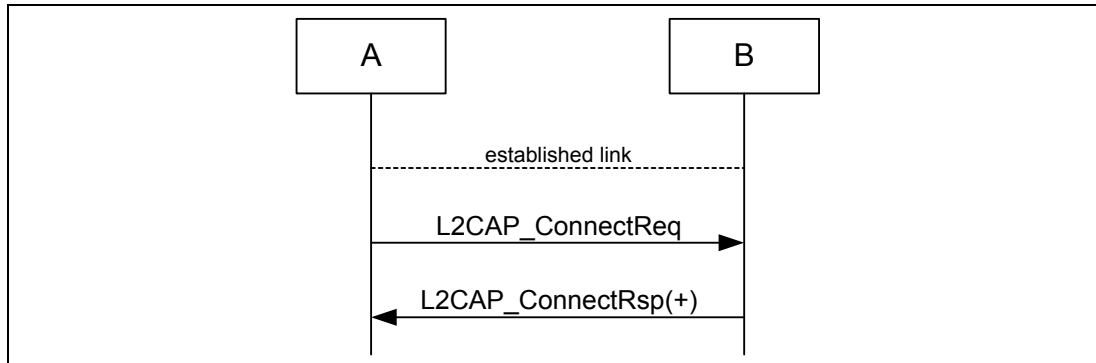 A
B
established link
L2CAP_ConnectReq
L2CAP_ConnectRsp(+)